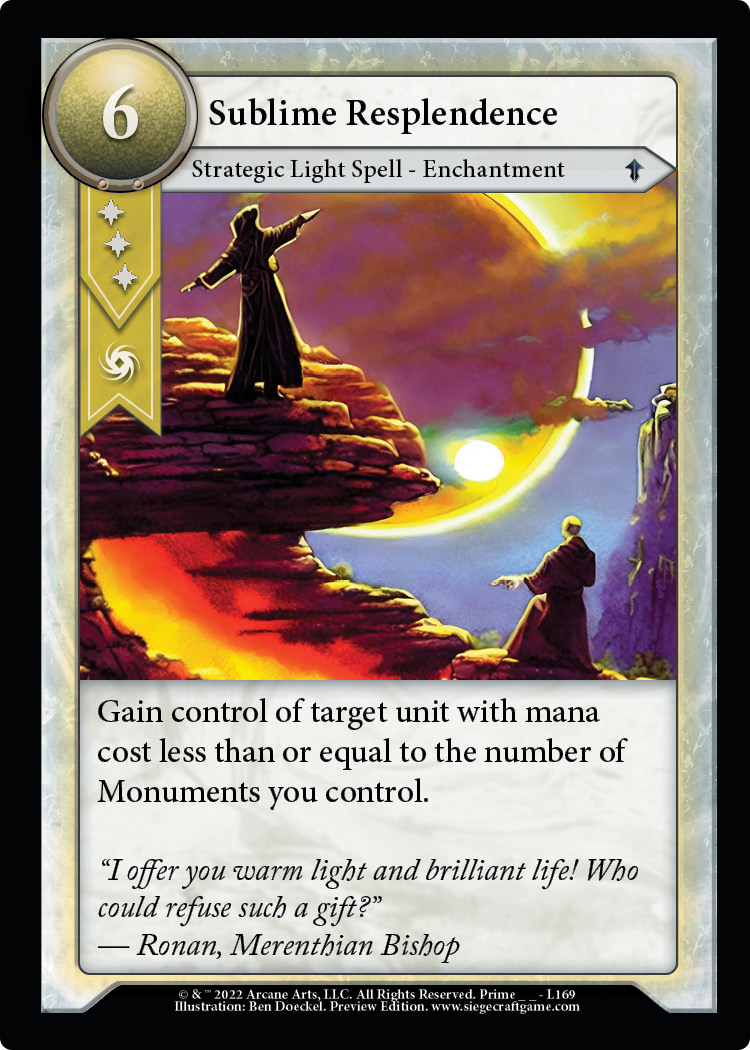 6
Sublime Resplendence
Strategic Light Spell - Enchantment
Gain control of target unit with mana
cost less than or equal to the number of
Monuments you control.
“I offer you warm light and brilliant life! Who
could refuse such a gift?”
— Ronan, Merenthian Bishop
© & ™ 2022 Arcane Arts, LLC. All Rights Reserved. Prime _ _ - L169
Illustration: Ben Doeckel. Preview Edition. www.siegecraftgame.com